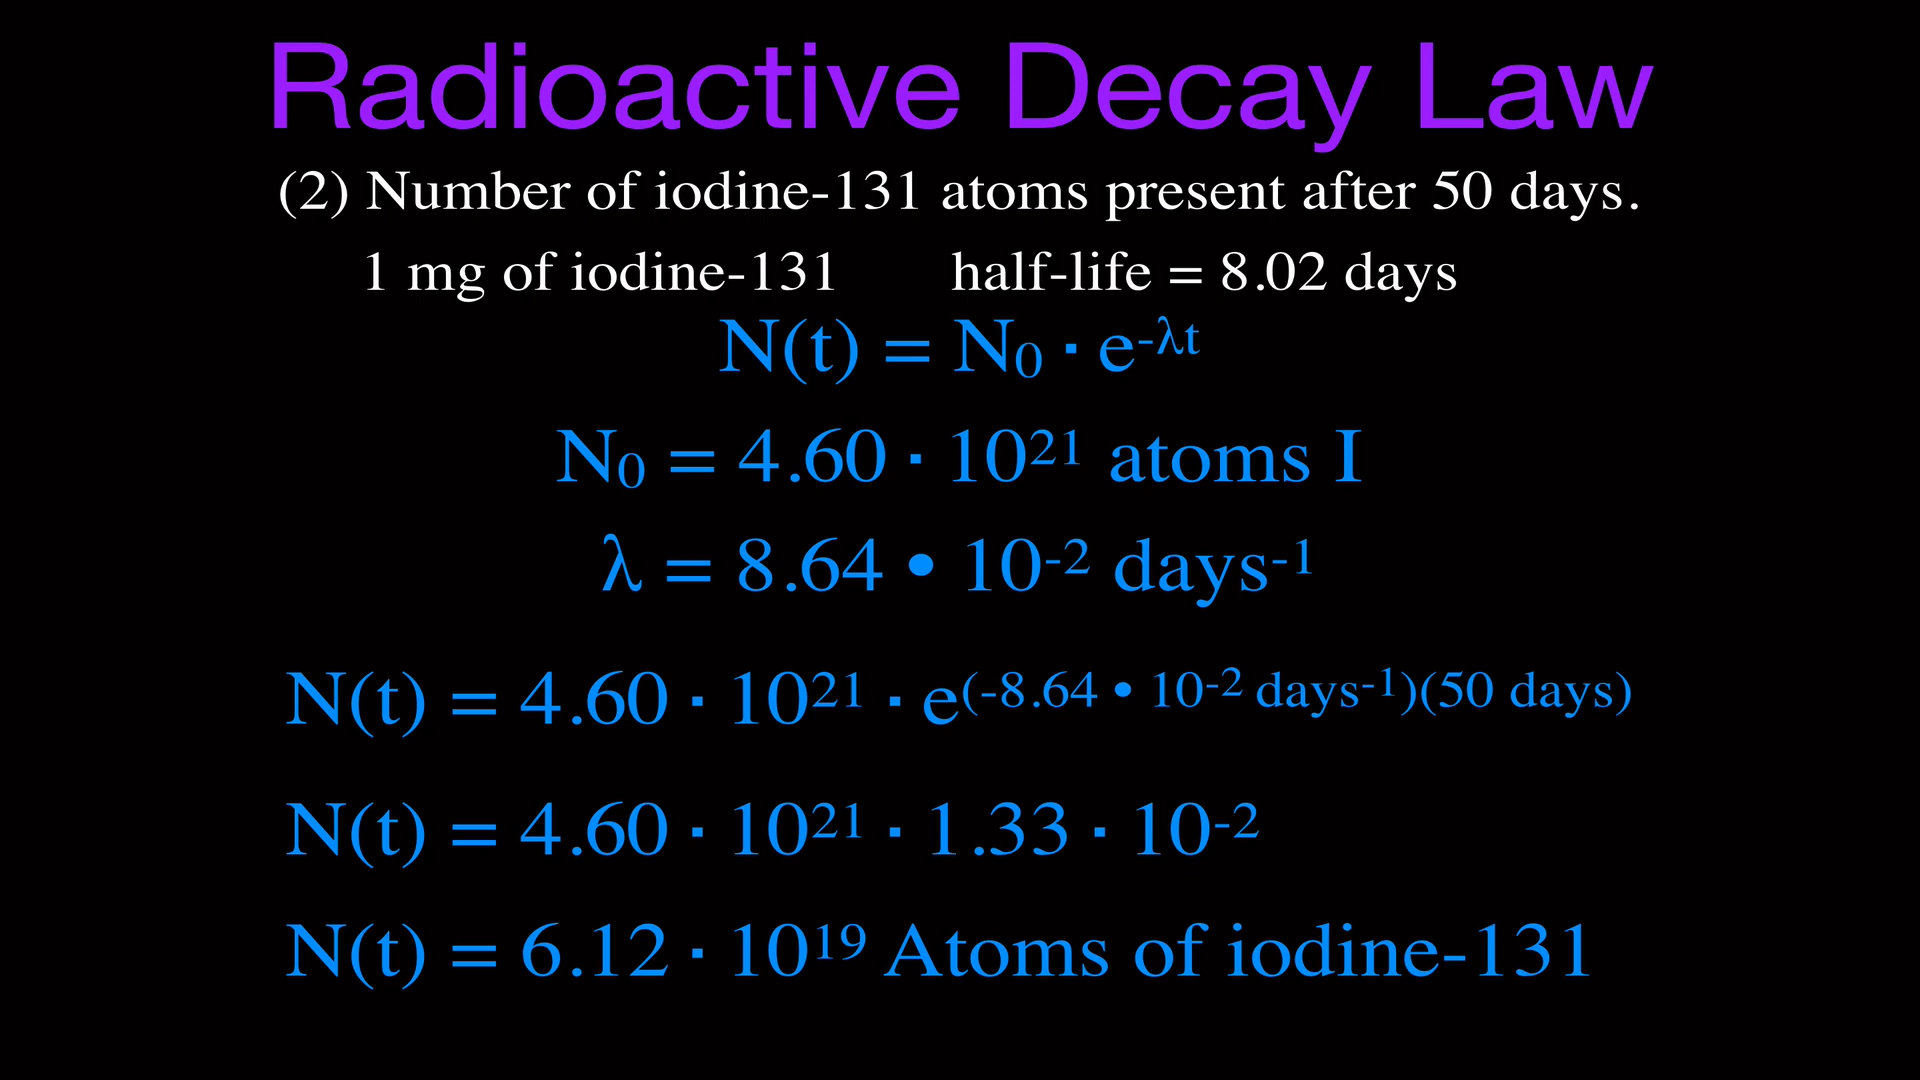 Radioactive Decay Law
(2) Number of iodine-131 atoms present after 50 days.
1 mg of iodine-131 half-life = 8.02 days
N(t) = N₀ · e⁻λᵗ
N₀ = 4.60 · 10²¹ atoms I
λ = 8.64 • 10⁻² days⁻¹
N(t) = 4.60 · 10²¹ · e^(-8.64 • 10⁻² days⁻¹)(50 days)
N(t) = 4.60 · 10²¹ · 1.33 · 10⁻²
N(t) = 6.12 · 10¹⁹ Atoms of iodine-131